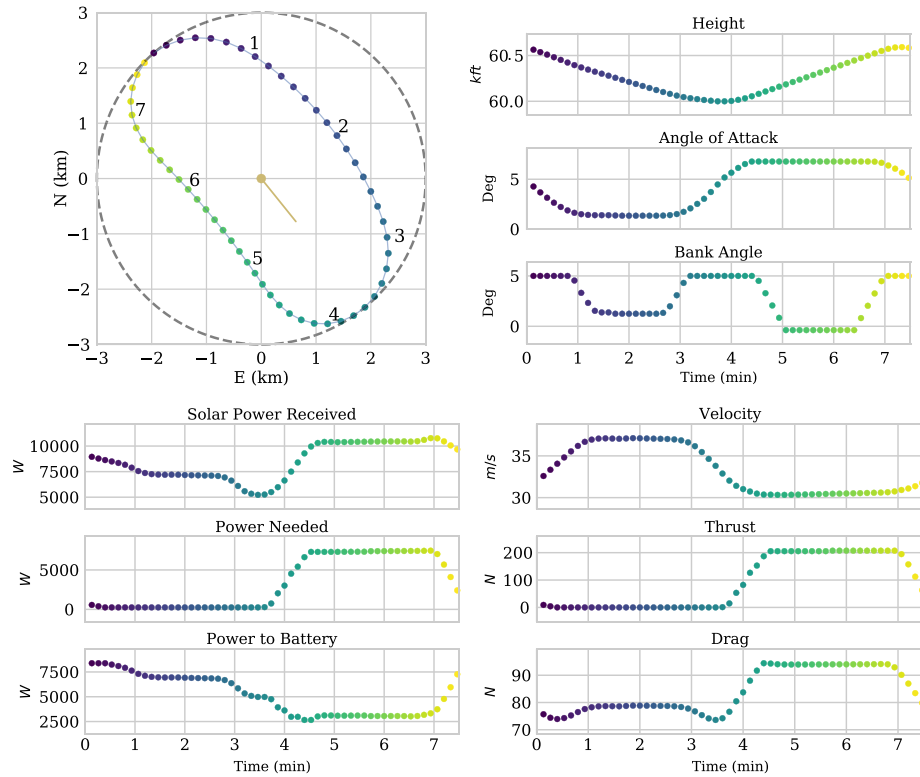 3
2
1
0
−1
−2
−3
N (km)
−3 −2 −1 0 1 2 3
E (km)
1
2
3
4
5
6
7
Height
kft
60.5
60.0
Angle of Attack
Deg
5
0
Bank Angle
Deg
5
0
0 1 2 3 4 5 6 7
Time (min)
Solar Power Received
W
10000
7500
5000
Power Needed
W
5000
0
Power to Battery
W
7500
5000
2500
0 1 2 3 4 5 6 7
Time (min)
Velocity
m/s
35
30
Thrust
N
200
100
0
Drag
N
90
80
70
0 1 2 3 4 5 6 7
Time (min)